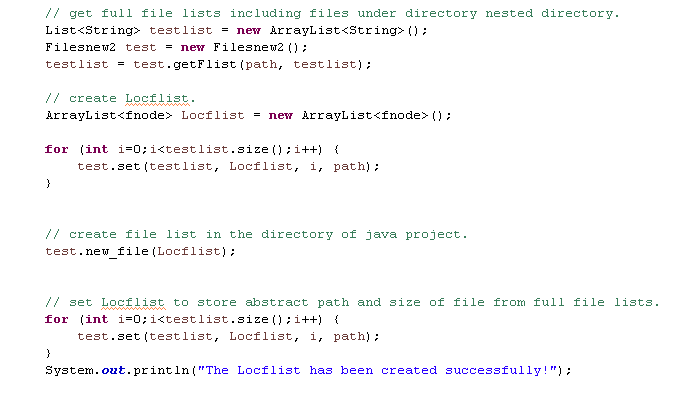 // get full file lists including files under directory nested directory.
List<String> testlist = new ArrayList<String>();
Filesnew2 test = new Filesnew2();
testlist = test.getFlist(path, testlist);
// create Locflist.
ArrayList<fnode> Locflist = new ArrayList<fnode>();
for (int i=0;i<testlist.size();i++) {
test.set(testlist, Locflist, i, path);
}
// create file list in the directory of java project.
test.new_file(Locflist);
// set Locflist to store abstract path and size of file from full file lists.
for (int i=0;i<testlist.size();i++) {
test.set(testlist, Locflist, i, path);
}
System.out.println("The Locflist has been created successfully!");